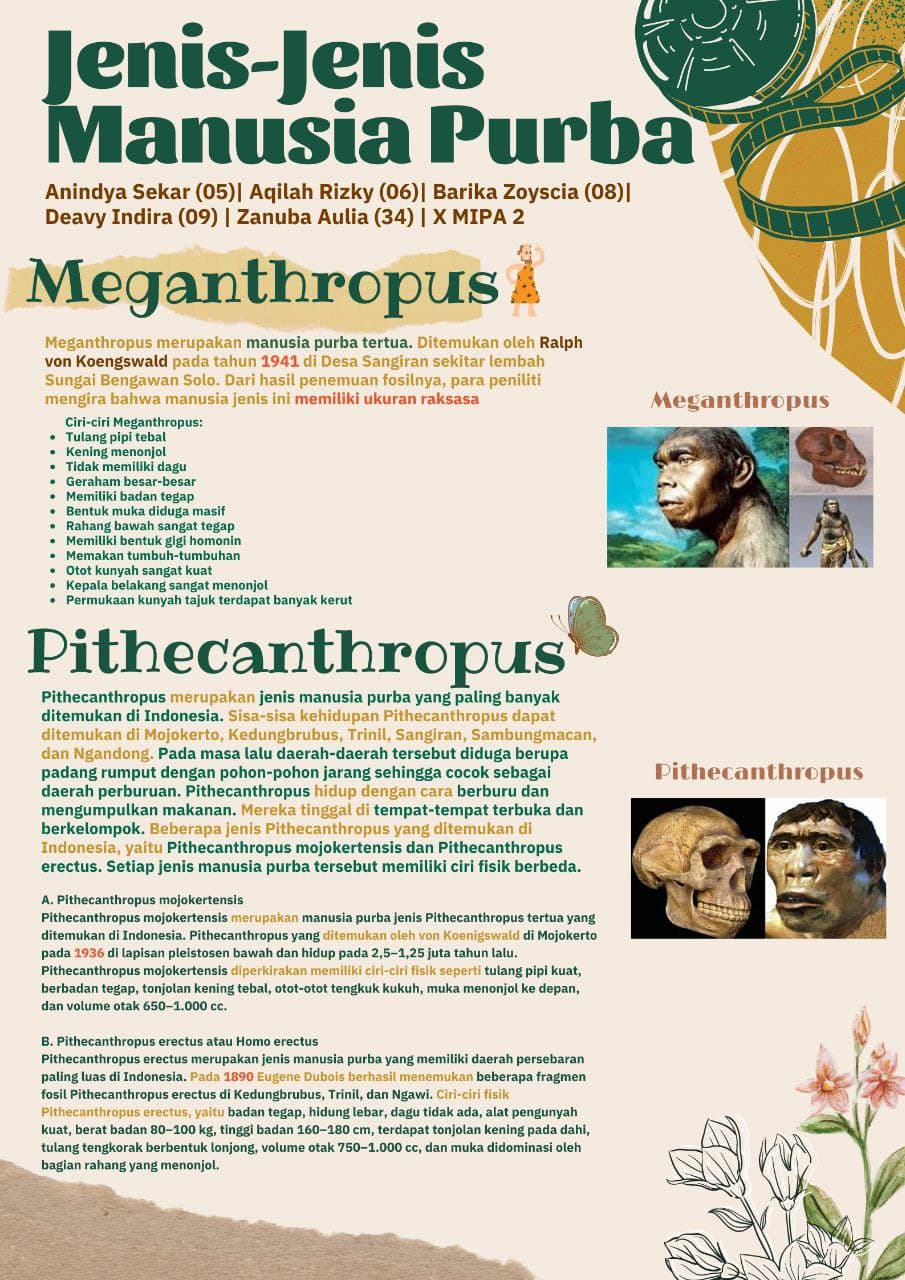 Jenis-Jenis
Manusia Purba
Anindya Sekar (05)| Aqilah Rizky (06)| Barika Zoyscia (08)|
Deavy Indira (09) | Zanuba Aulia (34) | X MIPA 2
Meganthropus
Meganthropus merupakan manusia purba tertua. Ditemukan oleh Ralph
von Koengswald pada tahun 1941 di Desa Sangiran sekitar lembah
Sungai Bengawan Solo. Dari hasil penemuan fosilnya, para peniliti
mengira bahwa manusia jenis ini memiliki ukuran raksasa
Ciri-ciri Meganthropus:
• Tulang pipi tebal
• Kening menonjol
• Tidak memiliki dagu
• Geraham besar-besar
• Memiliki badan tegap
• Bentuk muka diduga masif
• Rahang bawah sangat tegap
• Memiliki bentuk gigi homonin
• Memakan tumbuh-tumbuhan
• Otot kunyah sangat kuat
• Kepala belakang sangat menonjol
• Permukaan kunyah tajuk terdapat banyak kerut
Meganthropus
Pithecanthropus
Pithecanthropus merupakan jenis manusia purba yang paling banyak
ditemukan di Indonesia. Sisa-sisa kehidupan Pithecanthropus dapat
ditemukan di Mojokerto, Kedungbrubus, Trinil, Sangiran, Sambungmacan,
dan Ngandong. Pada masa lalu daerah-daerah tersebut diduga berupa
padang rumput dengan pohon-pohon jarang sehingga cocok sebagai
daerah perburuan. Pithecanthropus hidup dengan cara berburu dan
mengumpulkan makanan. Mereka tinggal di tempat-tempat terbuka dan
berkelompok. Beberapa jenis Pithecanthropus yang ditemukan di
Indonesia, yaitu Pithecanthropus mojokertensis dan Pithecanthropus
erectus. Setiap jenis manusia purba tersebut memiliki ciri fisik berbeda.
Pithecanthropus
A. Pithecanthropus mojokertensis
Pithecanthropus mojokertensis merupakan manusia purba jenis Pithecanthropus tertua yang
ditemukan di Indonesia. Pithecanthropus yang ditemukan oleh von Koenigswald di Mojokerto
pada 1936 di lapisan pleistosen bawah dan hidup pada 2,5–1,25 juta tahun lalu.
Pithecanthropus mojokertensis diperkirakan memiliki ciri-ciri fisik seperti tulang pipi kuat,
berbadan tegap, tonjolan kening tebal, otot-otot tengkuk kukuh, muka menonjol ke depan,
dan volume otak 650–1.000 cc.
B. Pithecanthropus erectus atau Homo erectus
Pithecanthropus erectus merupakan jenis manusia purba yang memiliki daerah persebaran
paling luas di Indonesia. Pada 1890 Eugene Dubois berhasil menemukan beberapa fragmen
fosil Pithecanthropus erectus di Kedungbrubus, Trinil, dan Ngawi. Ciri-ciri fisik
Pithecanthropus erectus, yaitu badan tegap, hidung lebar, dagu tidak ada, alat pengunyah
kuat, berat badan 80–100 kg, tinggi badan 160–180 cm, terdapat tonjolan kening pada dahi,
tulang tengkorak berbentuk lonjong, volume otak 750–1.000 cc, dan muka didominasi oleh
bagian rahang yang menonjol.